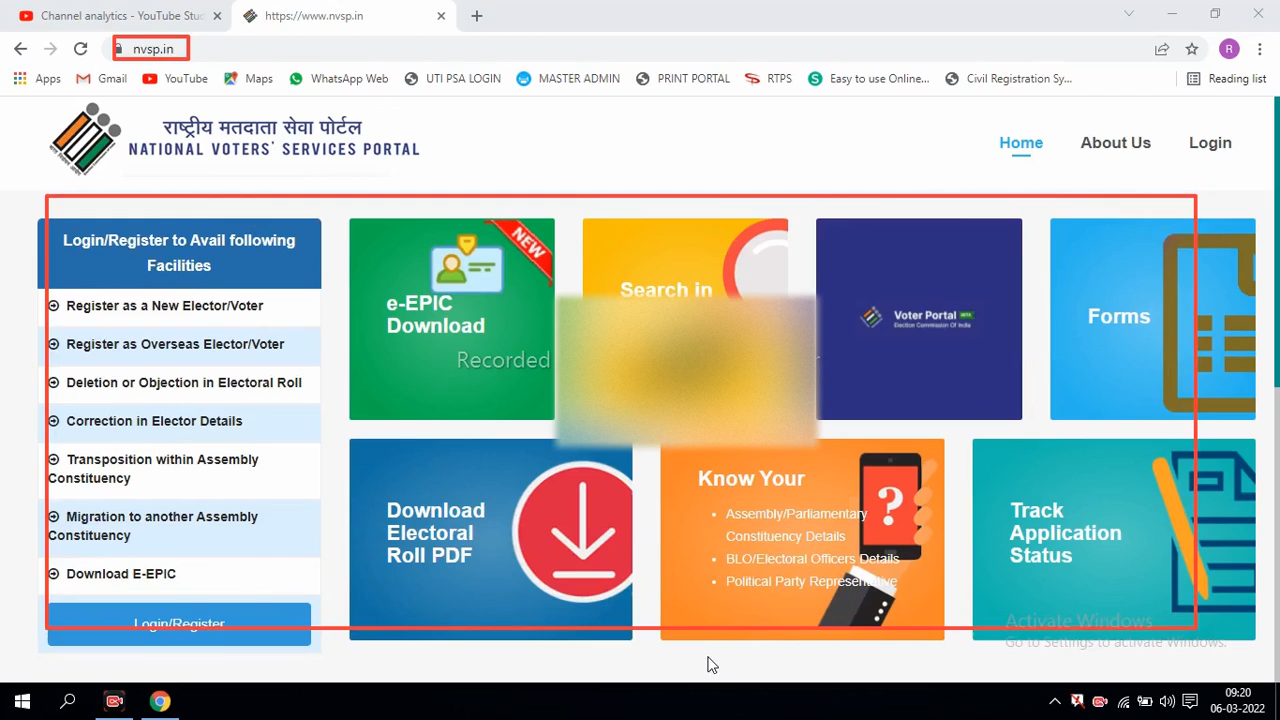 Channel analytics - YouTube Stu
https://www.nvsp.in
nvsp.in
Apps
Gmail
YouTube
Maps
WhatsApp Web
UTI PSA LOGIN
MASTER ADMIN
PRINT PORTAL
RTPS
Easy to use Online...
Civil Registration Sy...
Reading list
R
राष्ट्रीय मतदाता सेवा पोर्टल
NATIONAL VOTERS' SERVICES PORTAL
Home
About Us
Login
Login/Register to Avail following
Facilities
Register as a New Elector/Voter
Register as Overseas Elector/Voter
Deletion or Objection in Electoral Roll
Correction in Elector Details
Transposition within Assembly
Constituency
Migration to another Assembly
Constituency
Download E-EPIC
Login/Register
NEW
e-EPIC
Download
Recorded
Search in
Voter Portal BETA
Election Commission Of India
Forms
Download
Electoral
Roll PDF
Know Your
Assembly/Parliamentary
Constituency Details
BLO/Electoral Officers Details
Political Party Representative
?
Track
Application
Status
Activate Windows
Go to Settings to activate Windows.
09:20
06-03-2022